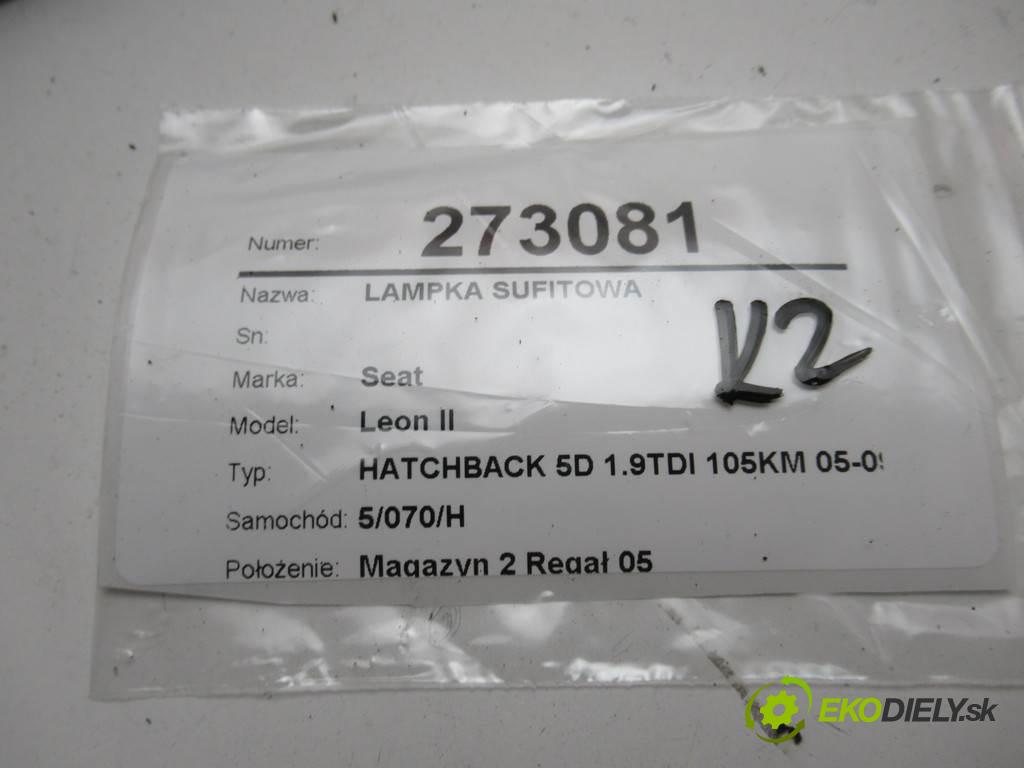 Numer: 273081
Nazwa: LAMPKA SUFITOWA
Sn:
Marka: Seat
Model: Leon II
Typ: HATCHBACK 5D 1.9TDI 105KM 05-09
Samochód: 5/070/H
Położenie: Magazyn 2 Regał 05
K2
EKODIELY.sk